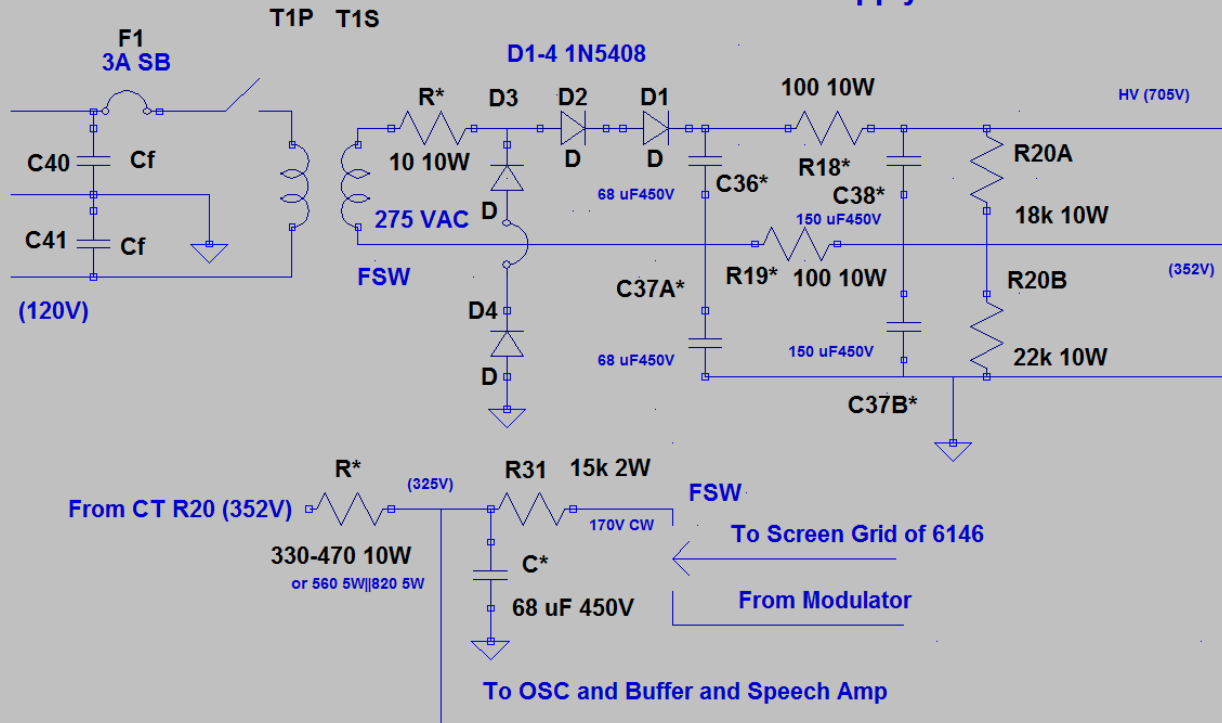 pply
T1P T1S
F1
3A SB
D1-4 1N5408
R*
D3
D2
D1
100 10W
HV (705V)
C40
Cf
10 10W
D
D
R18*
R20A
C36*
68 uF450V
C38*
275 VAC
D
150 uF450V
18k 10W
C41
Cf
FSW
R19*
100 10W
(352V)
C37A*
R20B
(120V)
D4
68 uF450V
150 uF450V
22k 10W
D
C37B*
R*
(325V)
R31
15k 2W
FSW
From CT R20 (352V)
170V CW
To Screen Grid of 6146
330-470 10W
or 560 5W||820 5W
C*
68 uF 450V
From Modulator
To OSC and Buffer and Speech Amp